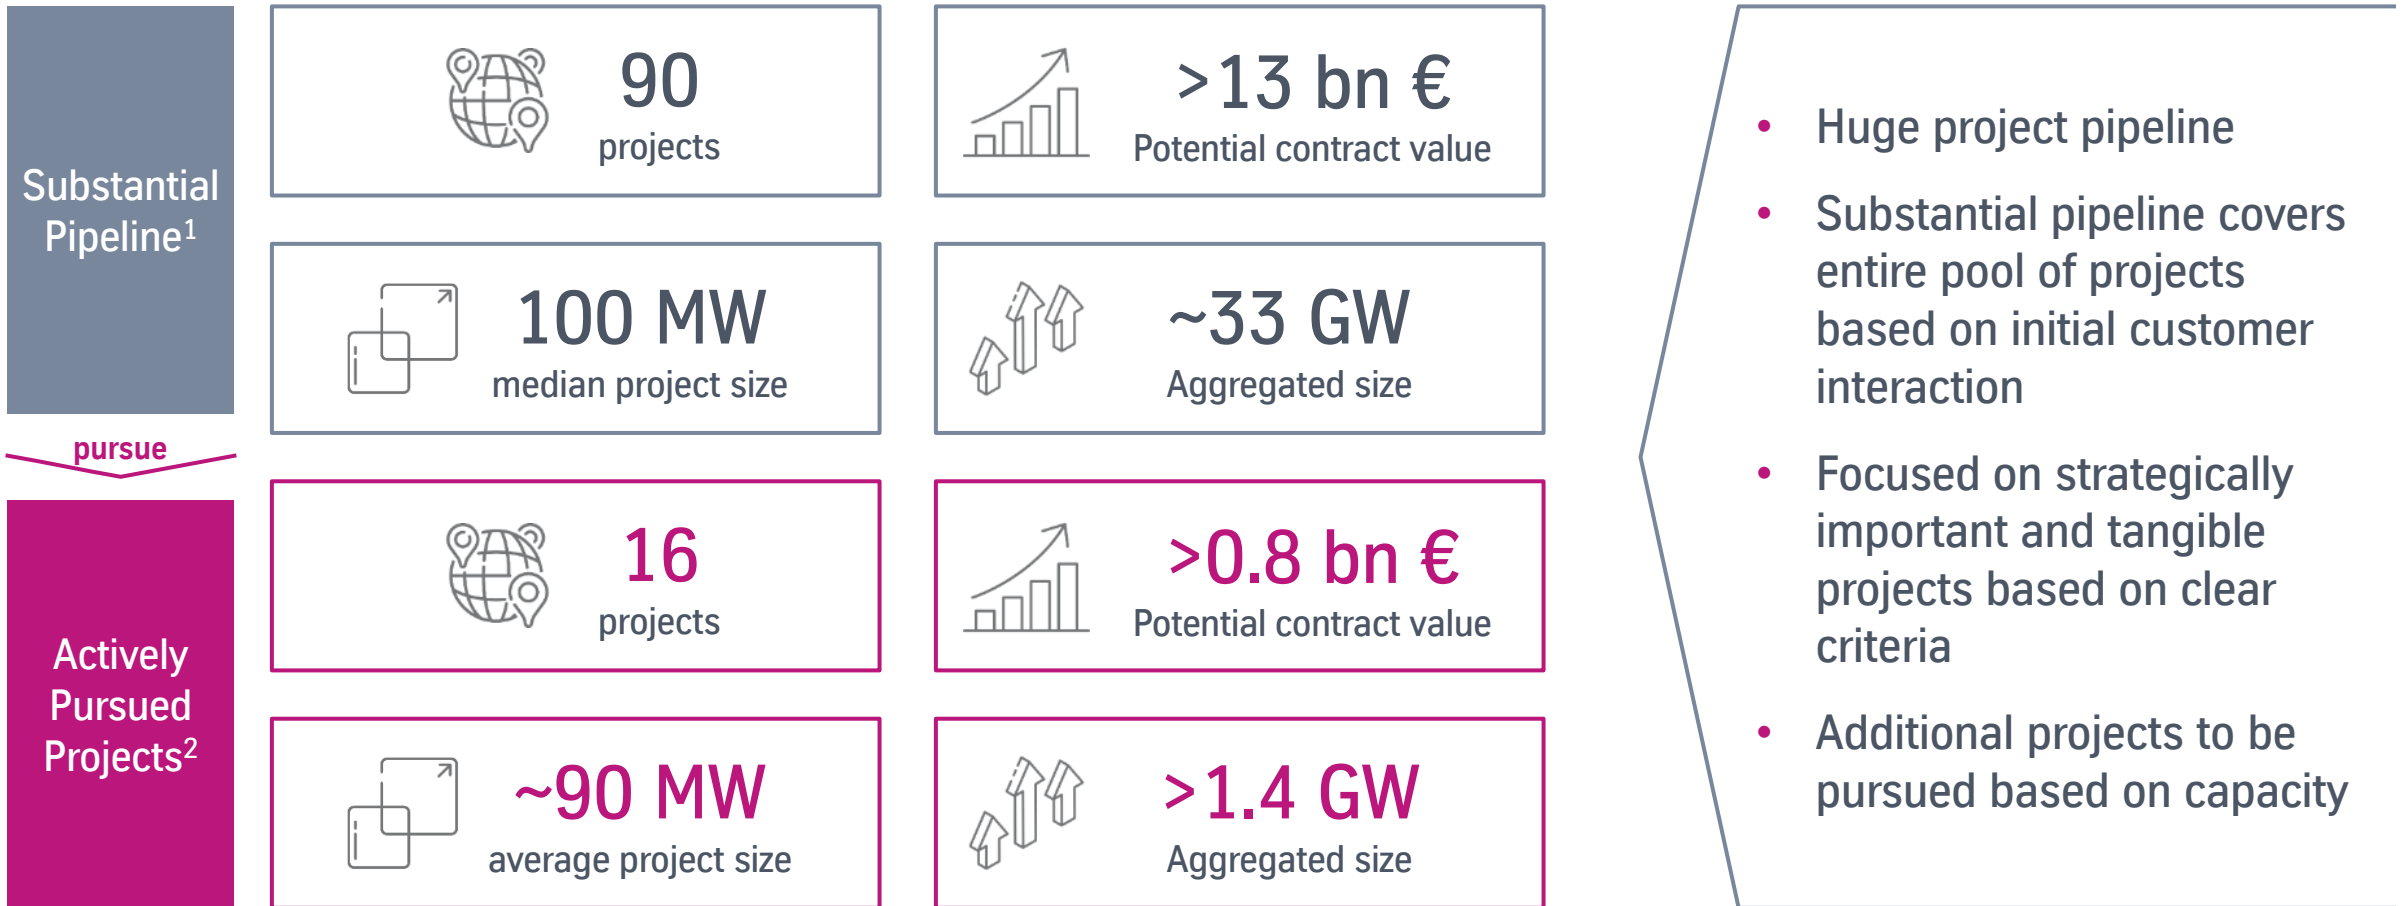 Substantial
Pipeline1
90
projects
>13 bn €
Potential contract value
100 MW
median project size
~33 GW
Aggregated size
pursue
Actively
Pursued
Projects2
16
projects
>0.8 bn €
Potential contract value
~90 MW
average project size
>1.4 GW
Aggregated size
• Huge project pipeline
• Substantial pipeline covers
entire pool of projects
based on initial customer
interaction
• Focused on strategically
important and tangible
projects based on clear
criteria
• Additional projects to be
pursued based on capacity